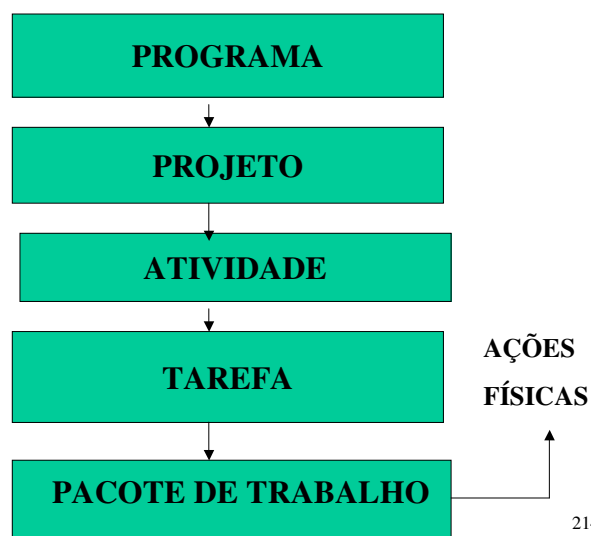 PROGRAMA
PROJETO
ATIVIDADE
TAREFA
AÇÕES
FÍSICAS
PACOTE DE TRABALHO